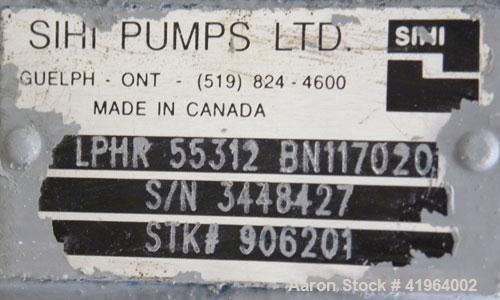 SIHI PUMPS LTD.
SIHI
GUELPH - ONT - (519) 824 - 4600
MADE IN CANADA
LPHR 55312 BN117020
S/N 3448427
STK# 906201
Aaron Stock # 41964002